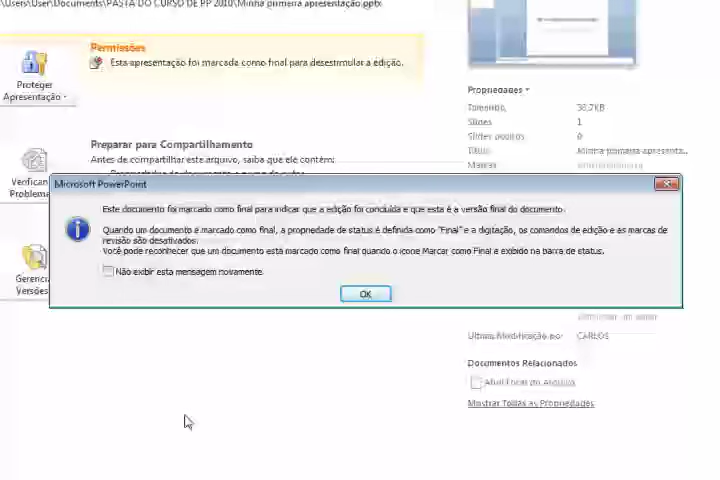 \Users\User\Documents\PASTA DO CURSO DE PP 2010\Minha primeira apresentação.pptx
Permissões
Esta apresentação foi marcada como final para desestimular a edição.
Proteger
Apresentação
Propriedades
Tamanho
38,7KB
Slides
1
Slides ocultos
0
Título
Minha primeira apresenta...
Marcas
Preparar para Compartilhamento
Antes de compartilhar este arquivo, saiba que ele contém:
Verificar
Problema
Microsoft PowerPoint
Este documento foi marcado como final para indicar que a edição foi concluída e que esta é a versão final do documento.
Quando um documento é marcado como final, a propriedade de status é definida como "Final" e a digitação, os comandos de edição e as marcas de
revisão são desativados.
Você pode reconhecer que um documento está marcado como final quando o ícone Marcar como Final é exibido na barra de status.
Não exibir esta mensagem novamente
OK
Gerencia
Versões
Última Modificação por
CARLOS
Documentos Relacionados
Abrir Local do Arquivo
Mostrar Todas as Propriedades